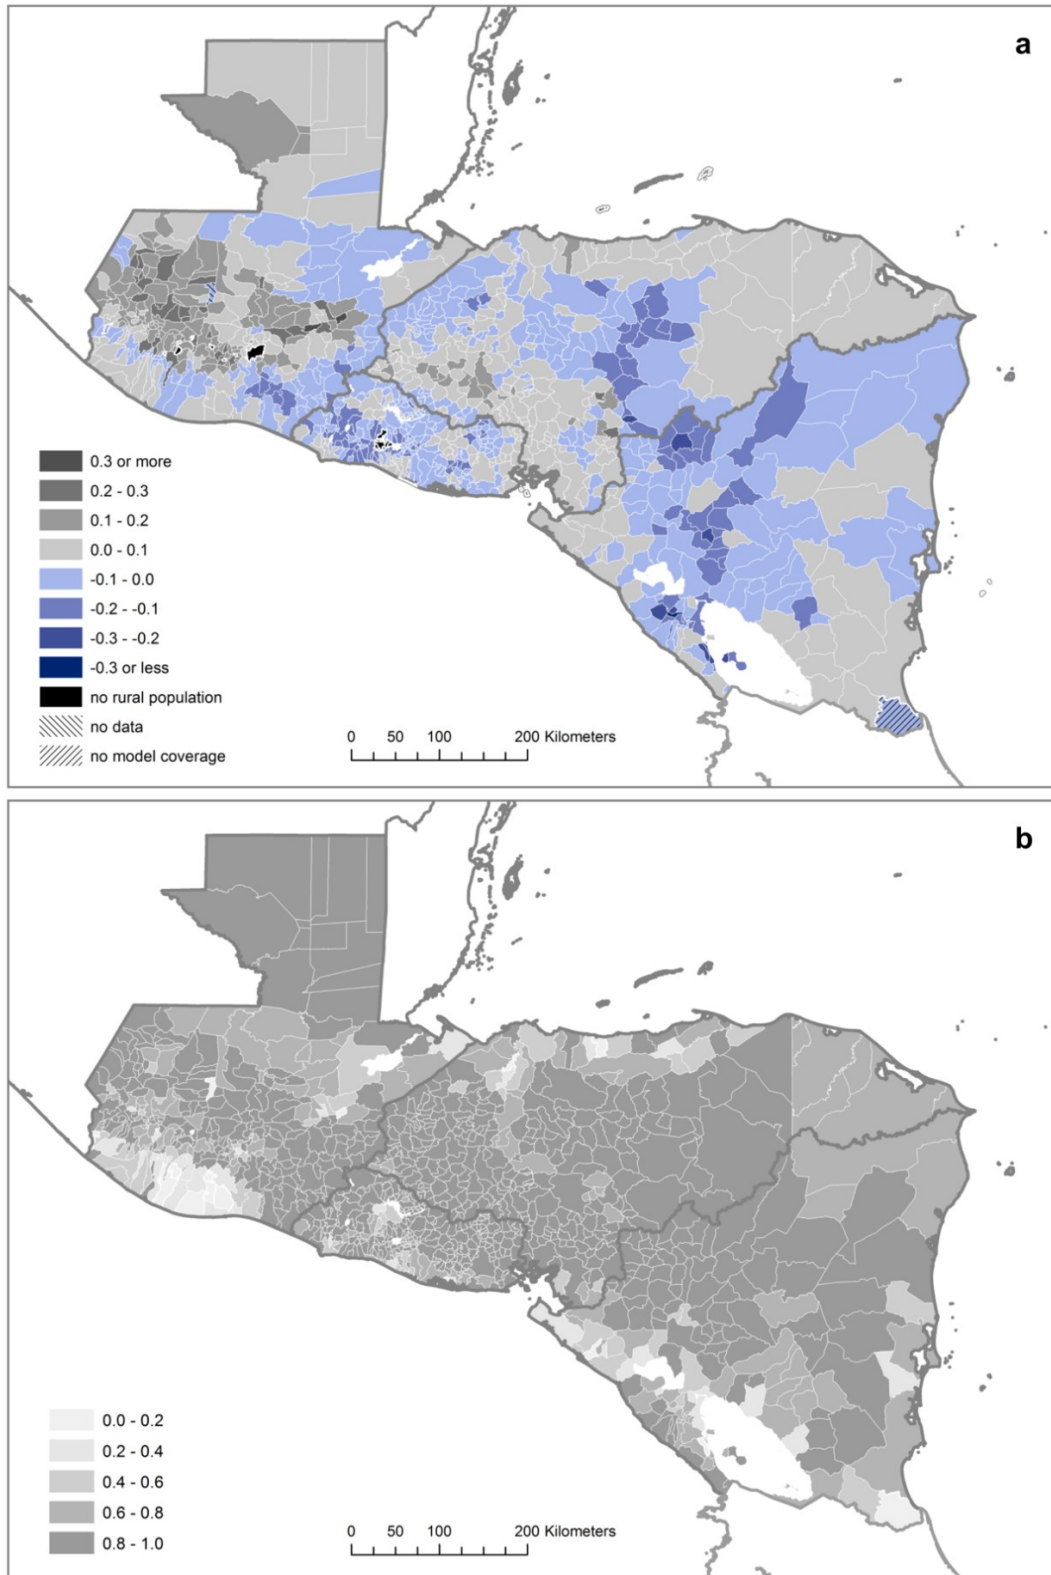 a
0.3 or more
0.2 - 0.3
0.1 - 0.2
0.0 - 0.1
-0.1 - 0.0
-0.2 - -0.1
-0.3 - -0.2
-0.3 or less
no rural population
no data
no model coverage
0 50 100 200 Kilometers
b
0.0 - 0.2
0.2 - 0.4
0.4 - 0.6
0.6 - 0.8
0.8 - 1.0
0 50 100 200 Kilometers